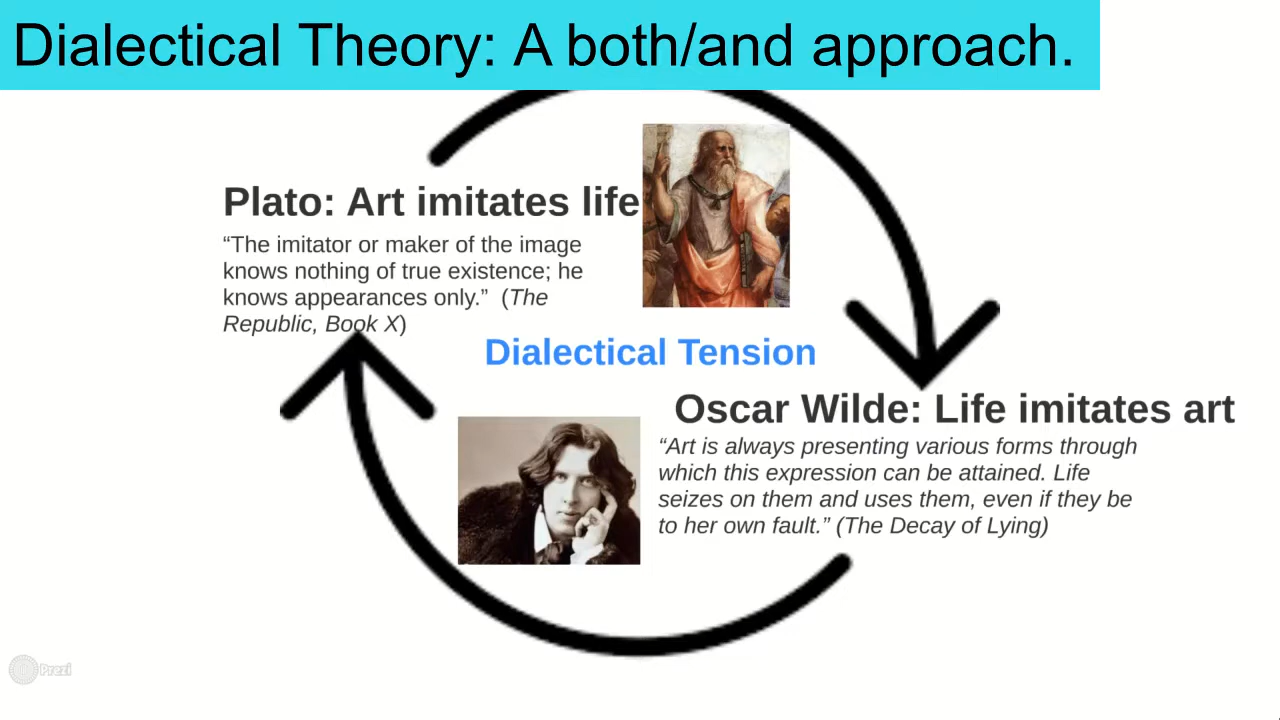 Dialectical Theory: A both/and approach.
Plato: Art imitates life
“The imitator or maker of the image
knows nothing of true existence; he
knows appearances only.”  (The
Republic, Book X)
Dialectical Tension
Oscar Wilde: Life imitates art
“Art is always presenting various forms through
which this expression can be attained. Life
seizes on them and uses them, even if they be
to her own fault.” (The Decay of Lying)
Prezi